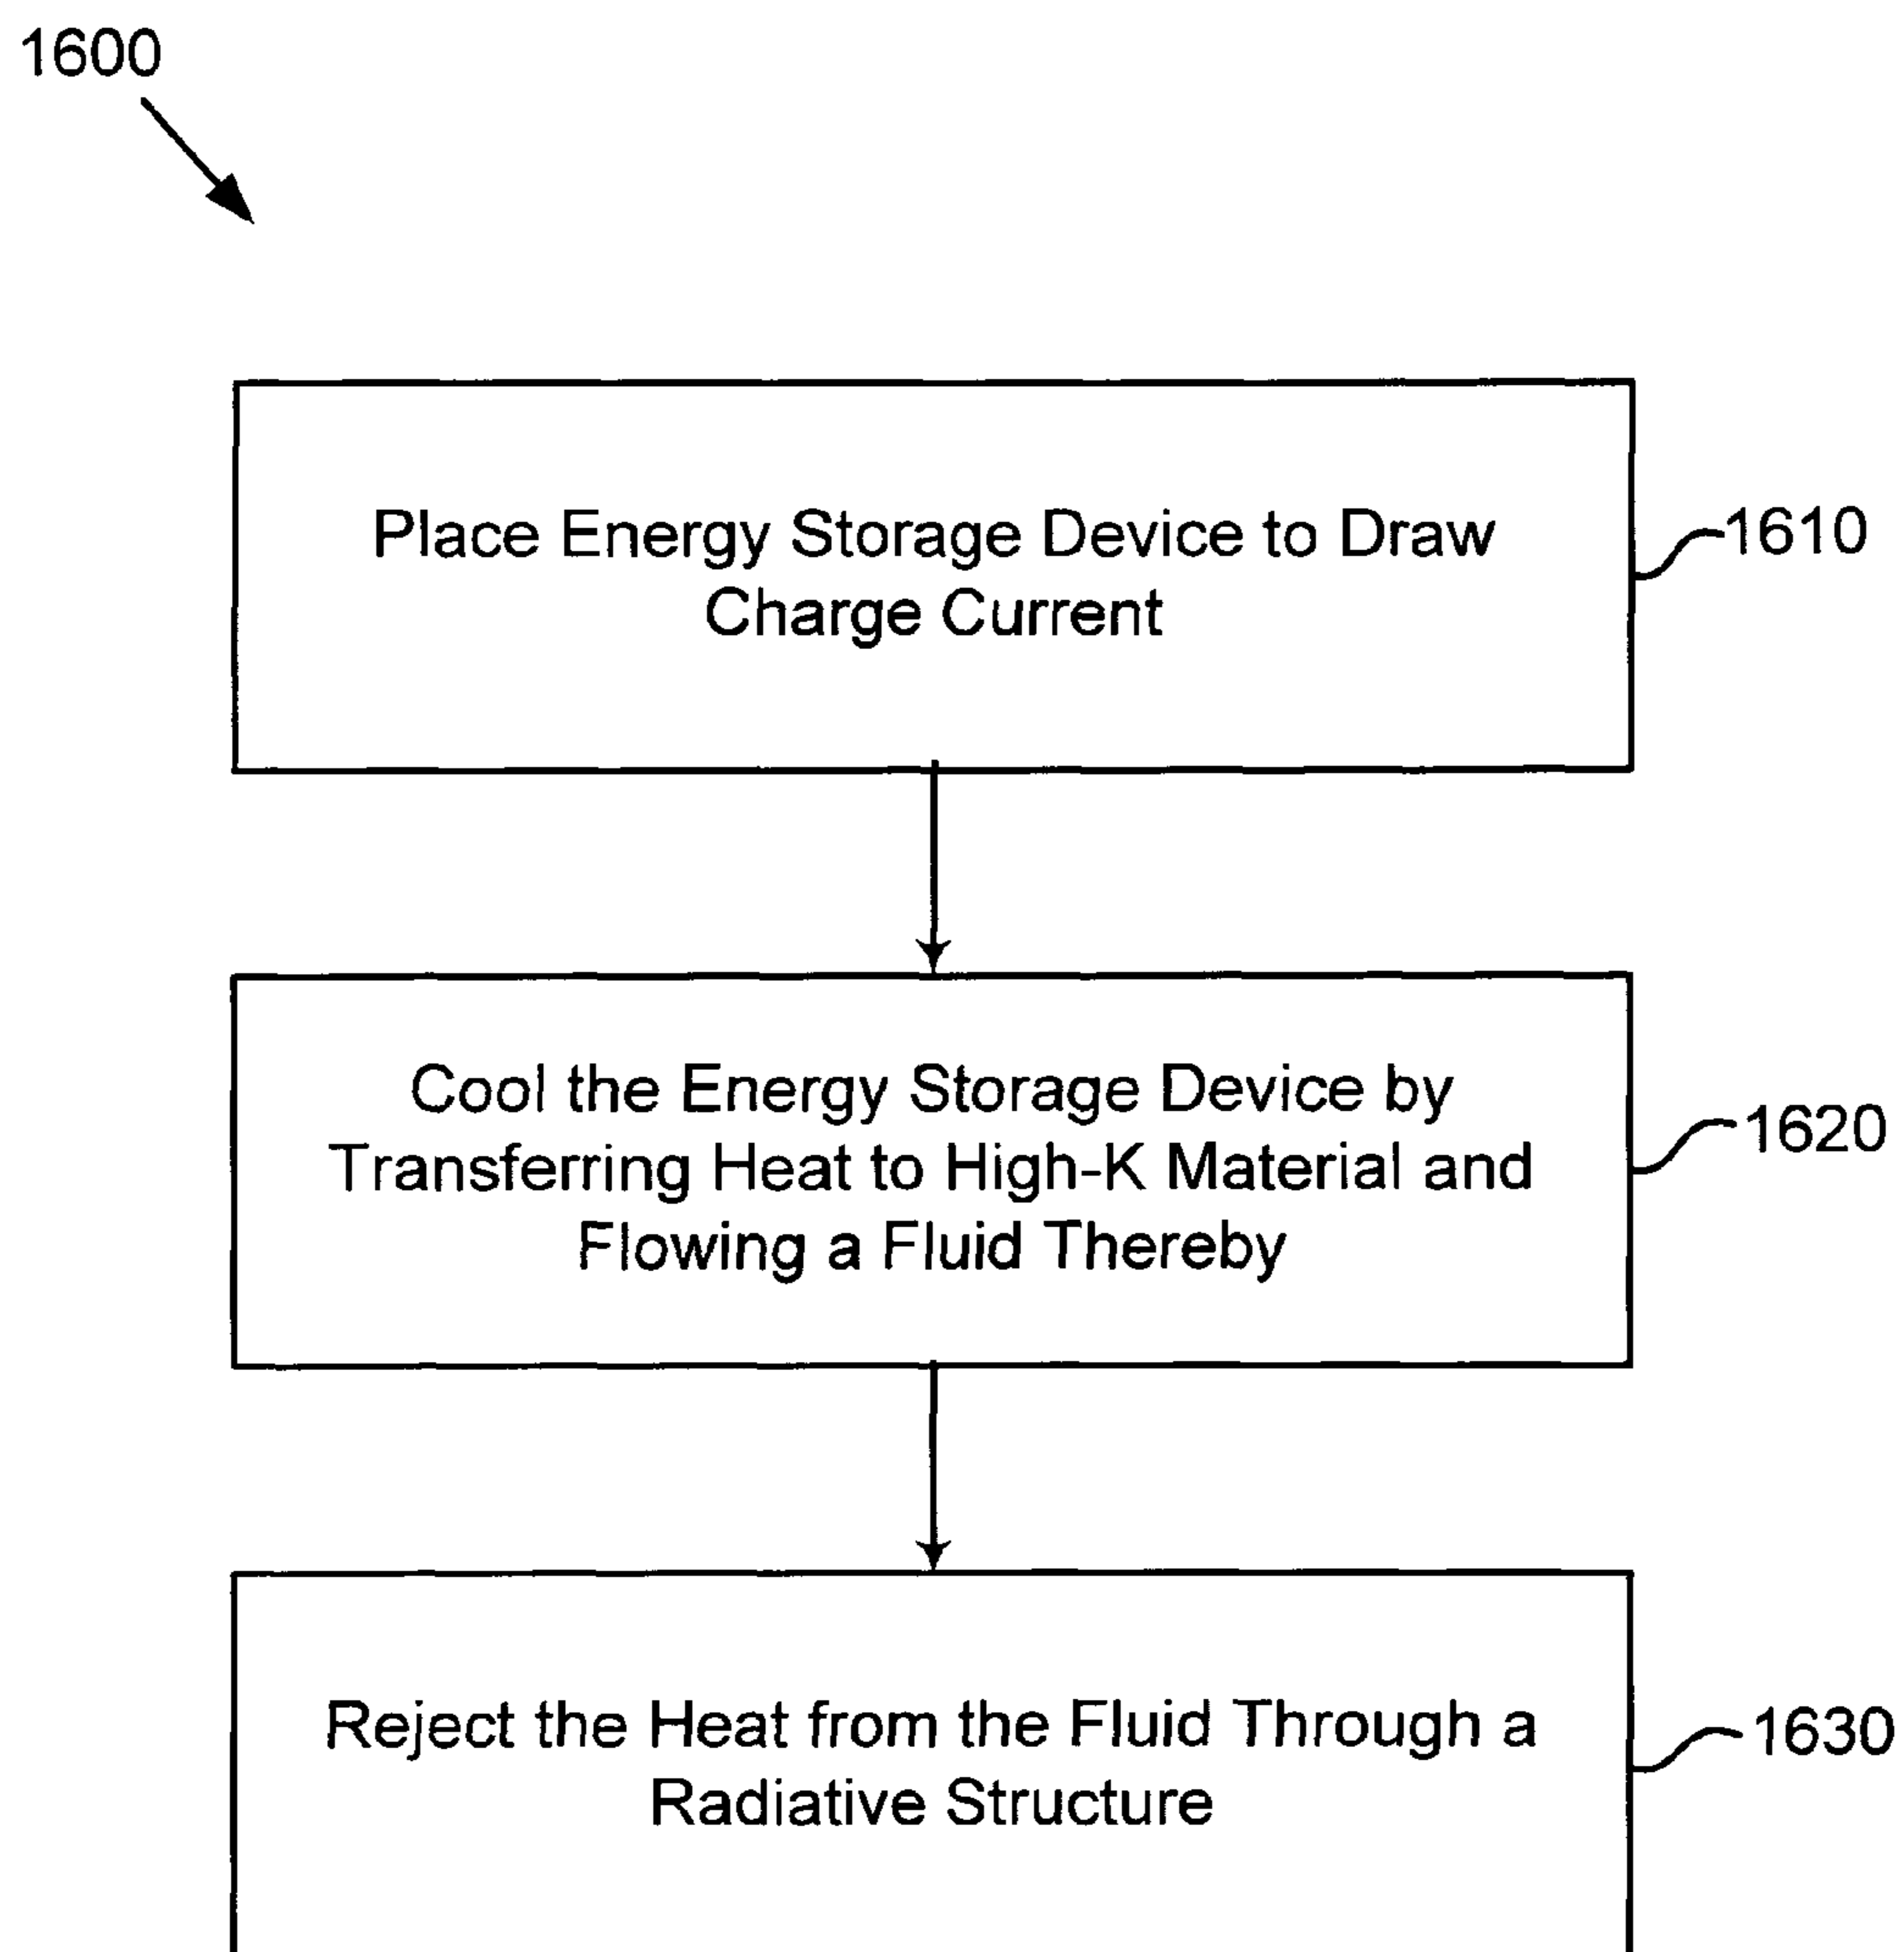 1600
Place Energy Storage Device to Draw
Charge Current
1610
Cool the Energy Storage Device by
Transferring Heat to High-K Material and
Flowing a Fluid Thereby
1620
Reject the Heat from the Fluid Through a
Radiative Structure
1630